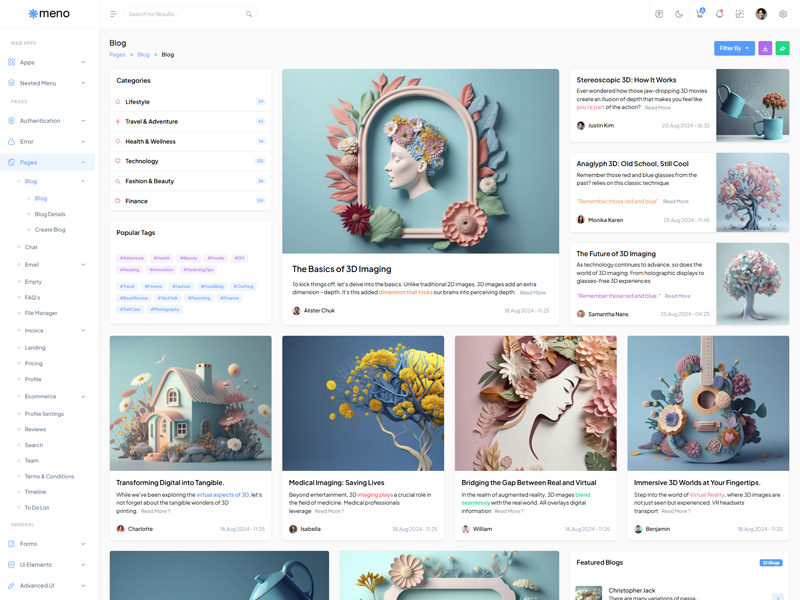 meno
Search for Results...
4
WEB APPS
Apps
Nested Menu
PAGES
Authentication
Error
Pages
Blog
Blog
Blog Details
Create Blog
Chat
Email
Empty
FAQ's
File Manager
Invoice
Landing
Pricing
Profile
Ecommerce
Profile Settings
Reviews
Search
Team
Terms & Conditions
Timeline
To Do List
GENERAL
Forms
Ui Elements
Advanced UI
Blog
Pages » Blog » Blog
Filter By
Categories
Lifestyle
Travel & Adventure
Health & Wellness
Technology
Fashion & Beauty
Finance
Popular Tags
#Adventure #Health #Beauty #Foodie #DIY
#Reading #Innovation #ParentingTips
#Travel #Fitness #Fashion #FoodBlog #Crafting
#BookReview #TechTalk #Parenting #Finance
#SelfCare #Photography
The Basics of 3D Imaging
To kick things off, let's delve into the basics. Unlike traditional 2D images, 3D images add an extra
dimension - depth. It's this added dimension that tricks our brains into perceiving depth. Read More
Alister Chuk
18,Aug 2024 - 11:25
Stereoscopic 3D: How It Works
Ever wondered how those jaw-dropping 3D movies
create an illusion of depth that makes you feel like
you're part of the action? Read More
Justin Kim
20,Aug 2024 - 16:32
Anaglyph 3D: Old School, Still Cool
Remember those red and blue glasses from the
past? relies on this classic technique.
"Remember those red and blue" Read More
Monika Karen
25,Aug 2024 - 11:45
The Future of 3D Imaging
As technology continues to advance, so does the
world of 3D imaging. From holographic displays to
glasses-free 3D experiences
"Remember those red and blue " Read More
Samantha Nans
25,Aug 2024 - 04:25
Transforming Digital into Tangible.
While we've been exploring the virtual aspects of 3D, let's
not forget about the tangible wonders of 3D
printing. Read More ?
Charlotte
18,Aug 2024 - 11:25
Medical Imaging: Saving Lives
Beyond entertainment, 3D imaging plays a crucial role in
the field of medicine. Medical professionals
leverage Read More ?
Isabella
18,Aug 2024 - 11:25
Bridging the Gap Between Real and Virtual
In the realm of augmented reality, 3D images blend
seamlessly with the real world. AR overlays digital
information Read More ?
William
18,Aug 2024 - 11:25
Immersive 3D Worlds at Your Fingertips.
Step into the world of Virtual Reality, where 3D images are
not just seen but experienced. VR headsets
transport Read More ?
Benjamin
18,Aug 2024 - 11:25
Featured Blogs
32 Blogs
Christopher Jack
There are many variations of passa...